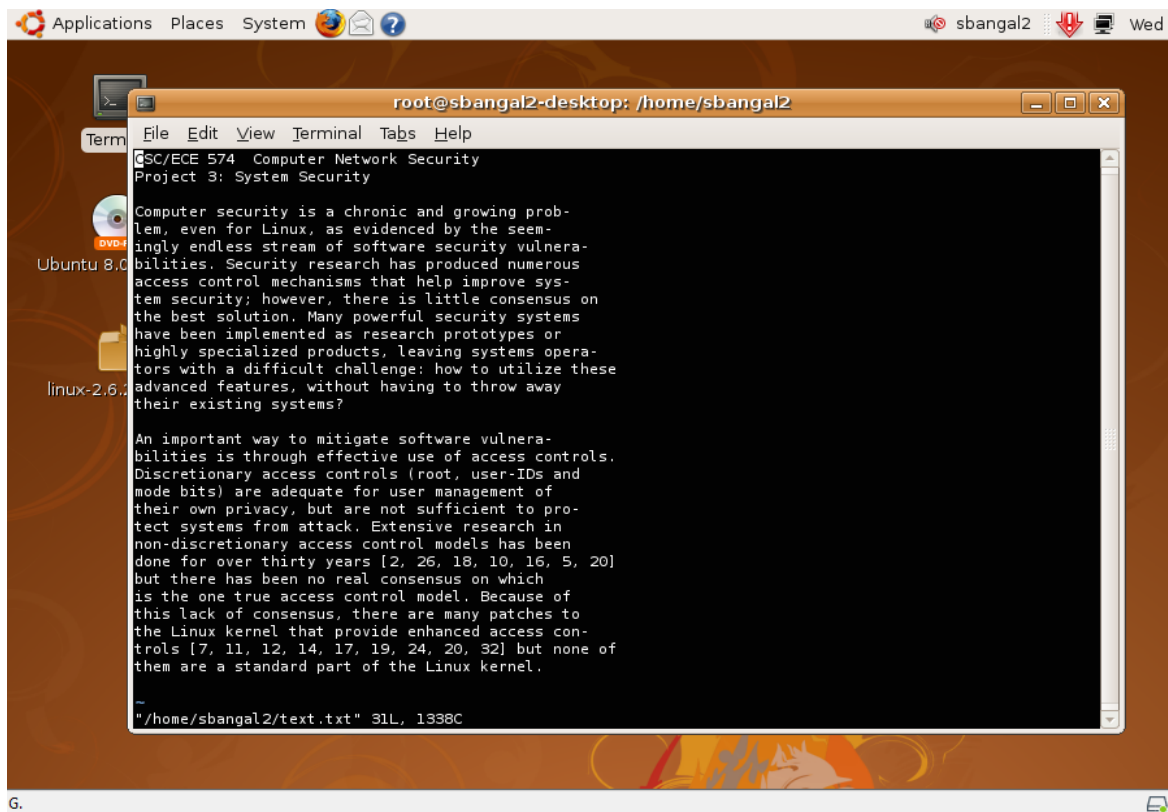 Applications Places System
sbangal2
Wed
root@sbangal2-desktop: /home/sbangal2
File Edit View Terminal Tabs Help
Term
DVD-R
Ubuntu 8.0
linux-2.6.2
CSC/ECE 574  Computer Network Security
Project 3: System Security
Computer security is a chronic and growing prob-
lem, even for Linux, as evidenced by the seem-
ingly endless stream of software security vulnera-
bilities. Security research has produced numerous
access control mechanisms that help improve sys-
tem security; however, there is little consensus on
the best solution. Many powerful security systems
have been implemented as research prototypes or
highly specialized products, leaving systems opera-
tors with a difficult challenge: how to utilize these
advanced features, without having to throw away
their existing systems?
An important way to mitigate software vulnera-
bilities is through effective use of access controls.
Discretionary access controls (root, user-IDs and
mode bits) are adequate for user management of
their own privacy, but are not sufficient to pro-
tect systems from attack. Extensive research in
non-discretionary access control models has been
done for over thirty years [2, 26, 18, 10, 16, 5, 20]
but there has been no real consensus on which
is the one true access control model. Because of
this lack of consensus, there are many patches to
the Linux kernel that provide enhanced access con-
trols [7, 11, 12, 14, 17, 19, 24, 20, 32] but none of
them are a standard part of the Linux kernel.
~
"/home/sbangal2/text.txt" 31L, 1338C
G.